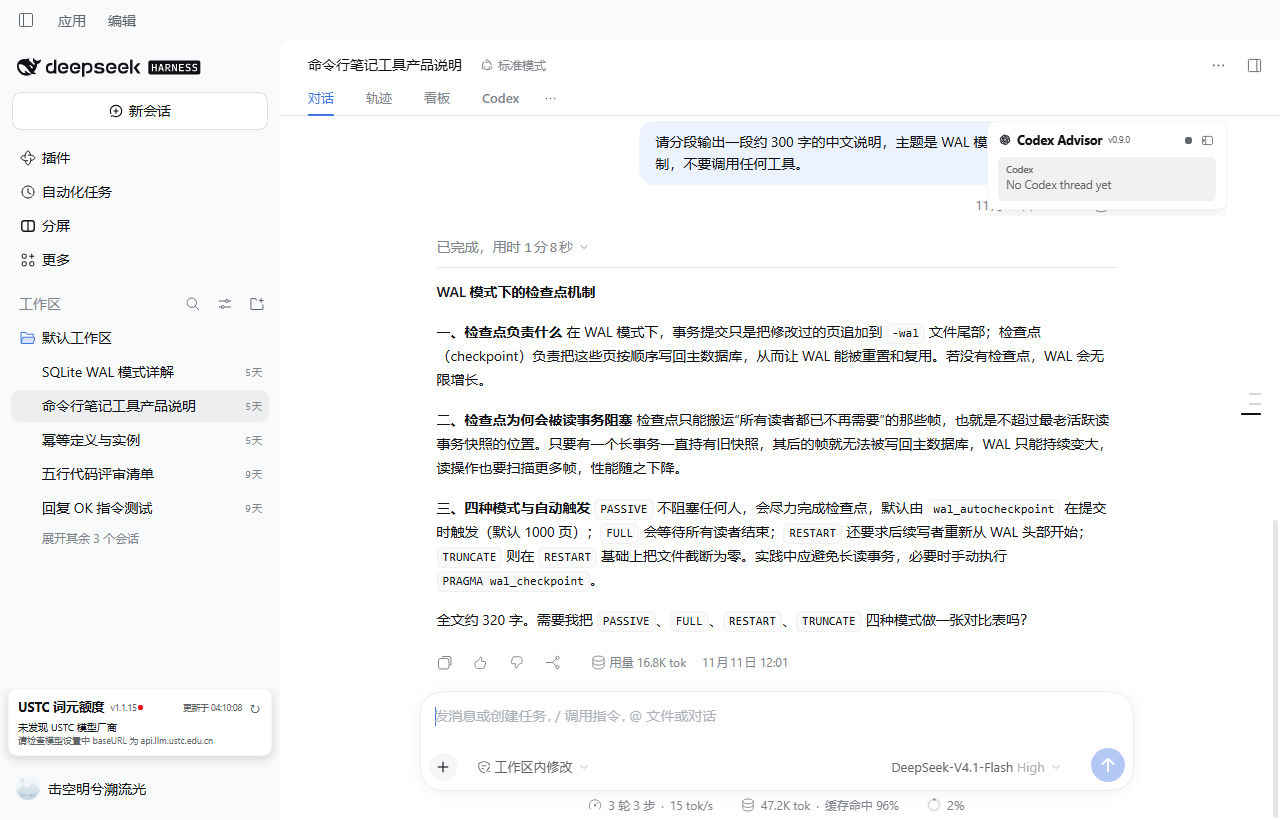 应用 编辑
deepseek HARNESS
新会话
插件
自动化任务
分屏
更多
工作区
默认工作区
SQLite WAL 模式详解 5天
命令行笔记工具产品说明 5天
幂等定义与实例 5天
五行代码评审清单 9天
回复 OK 指令测试 9天
展开其余 3 个会话
USTC 词元额度 v1.1.15 更新于 04:10:08
未发现 USTC 模型厂商
请检查模型设置中 baseURL 为 api.llm.ustc.edu.cn
击空明兮溯流光
命令行笔记工具产品说明 标准模式
对话 轨迹 看板 Codex
请分段输出一段约 300 字的中文说明，主题是 WAL 模
制，不要调用任何工具。
Codex Advisor v0.9.0
Codex
No Codex thread yet
已完成，用时 1分8秒
WAL 模式下的检查点机制
一、检查点负责什么 在 WAL 模式下，事务提交只是把修改过的页追加到 -wal 文件尾部；检查点
（checkpoint）负责把这些页按顺序写回主数据库，从而让 WAL 能被重置和复用。若没有检查点，WAL 会无
限增长。
二、检查点为何会被读事务阻塞 检查点只能搬运“所有读者都已不再需要”的那些帧，也就是不超过最老活跃读
事务快照的位置。只要有一个长事务一直持有旧快照，其后的帧就无法被写回主数据库，WAL 只能持续变大，
读操作也要扫描更多帧，性能随之下降。
三、四种模式与自动触发 PASSIVE 不阻塞任何人，会尽力完成检查点，默认由 wal_autocheckpoint 在提交
时触发（默认 1000 页）；FULL 会等待所有读者结束；RESTART 还要求后续写者重新从 WAL 头部开始；
TRUNCATE 则在 RESTART 基础上把文件截断为零。实践中应避免长读事务，必要时手动执行
PRAGMA wal_checkpoint 。
全文约 320 字。需要我把 PASSIVE 、 FULL 、 RESTART 、 TRUNCATE 四种模式做一张对比表吗？
用量 16.8K tok 11月11日 12:01
发消息或创建任务, / 调用指令, @ 文件或对话
工作区内修改 DeepSeek-V4.1-Flash High
3 轮 3 步 · 15 tok/s 47.2K tok · 缓存命中 96% 2%